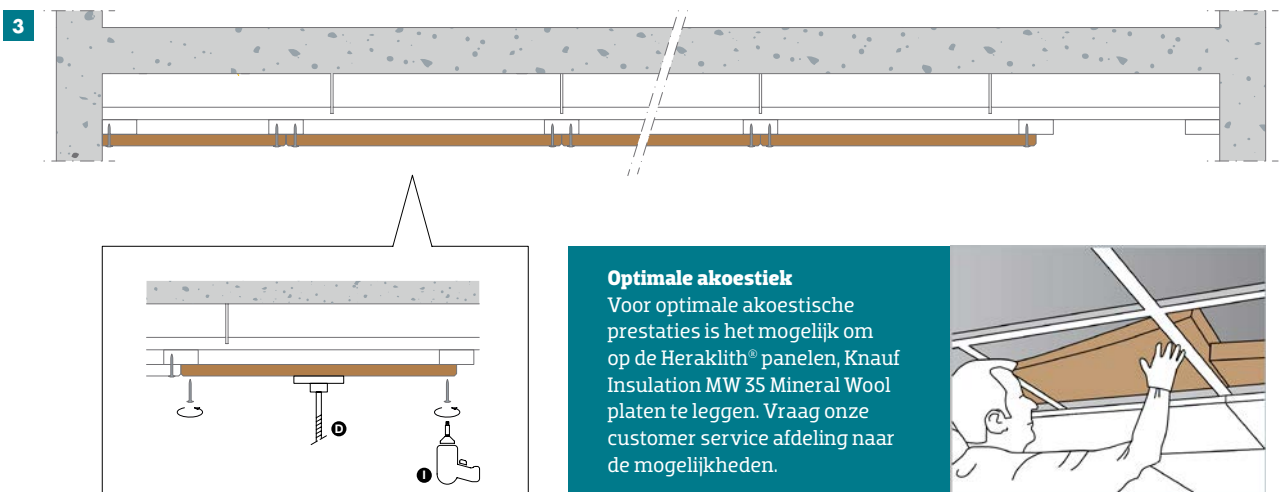 3
D
I
Optimale akoestiek
Voor optimale akoestische
prestaties is het mogelijk om
op de Heraklith® panelen, Knauf
Insulation MW 35 Mineral Wool
platen te leggen. Vraag onze
customer service afdeling naar
de mogelijkheden.